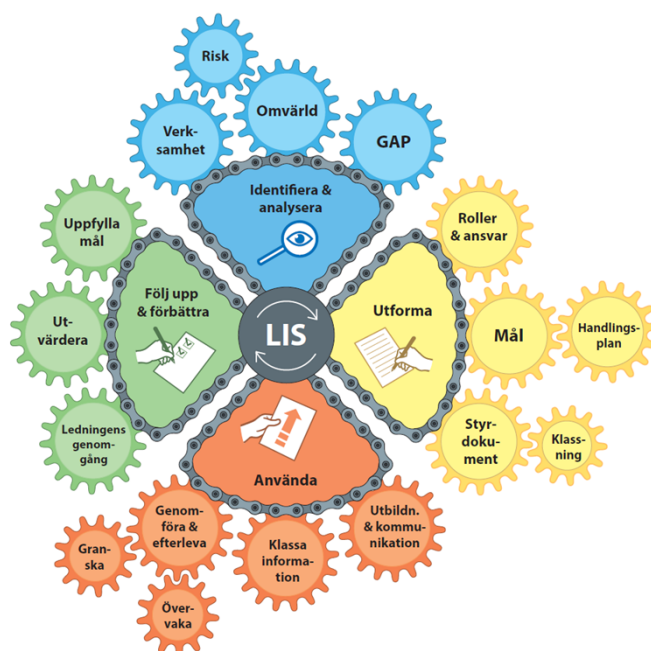 Risk
Omvärld
Verk-
samhet
GAP
Identifiera &
analysera
Uppfylla
mål
Roller
& ansvar
Följ upp
& förbättra
Utforma
Ut-
värdera
LIS
Mål
Handlings-
plan
Ledningens
genom-
gång
Styr-
doku-
ment
Klass-
ning
Använda
Genom-
föra &
efterleva
Utbildn.
& kommu-
nikation
Gran-
ska
Klassa
informa-
tion
Över-
vaka